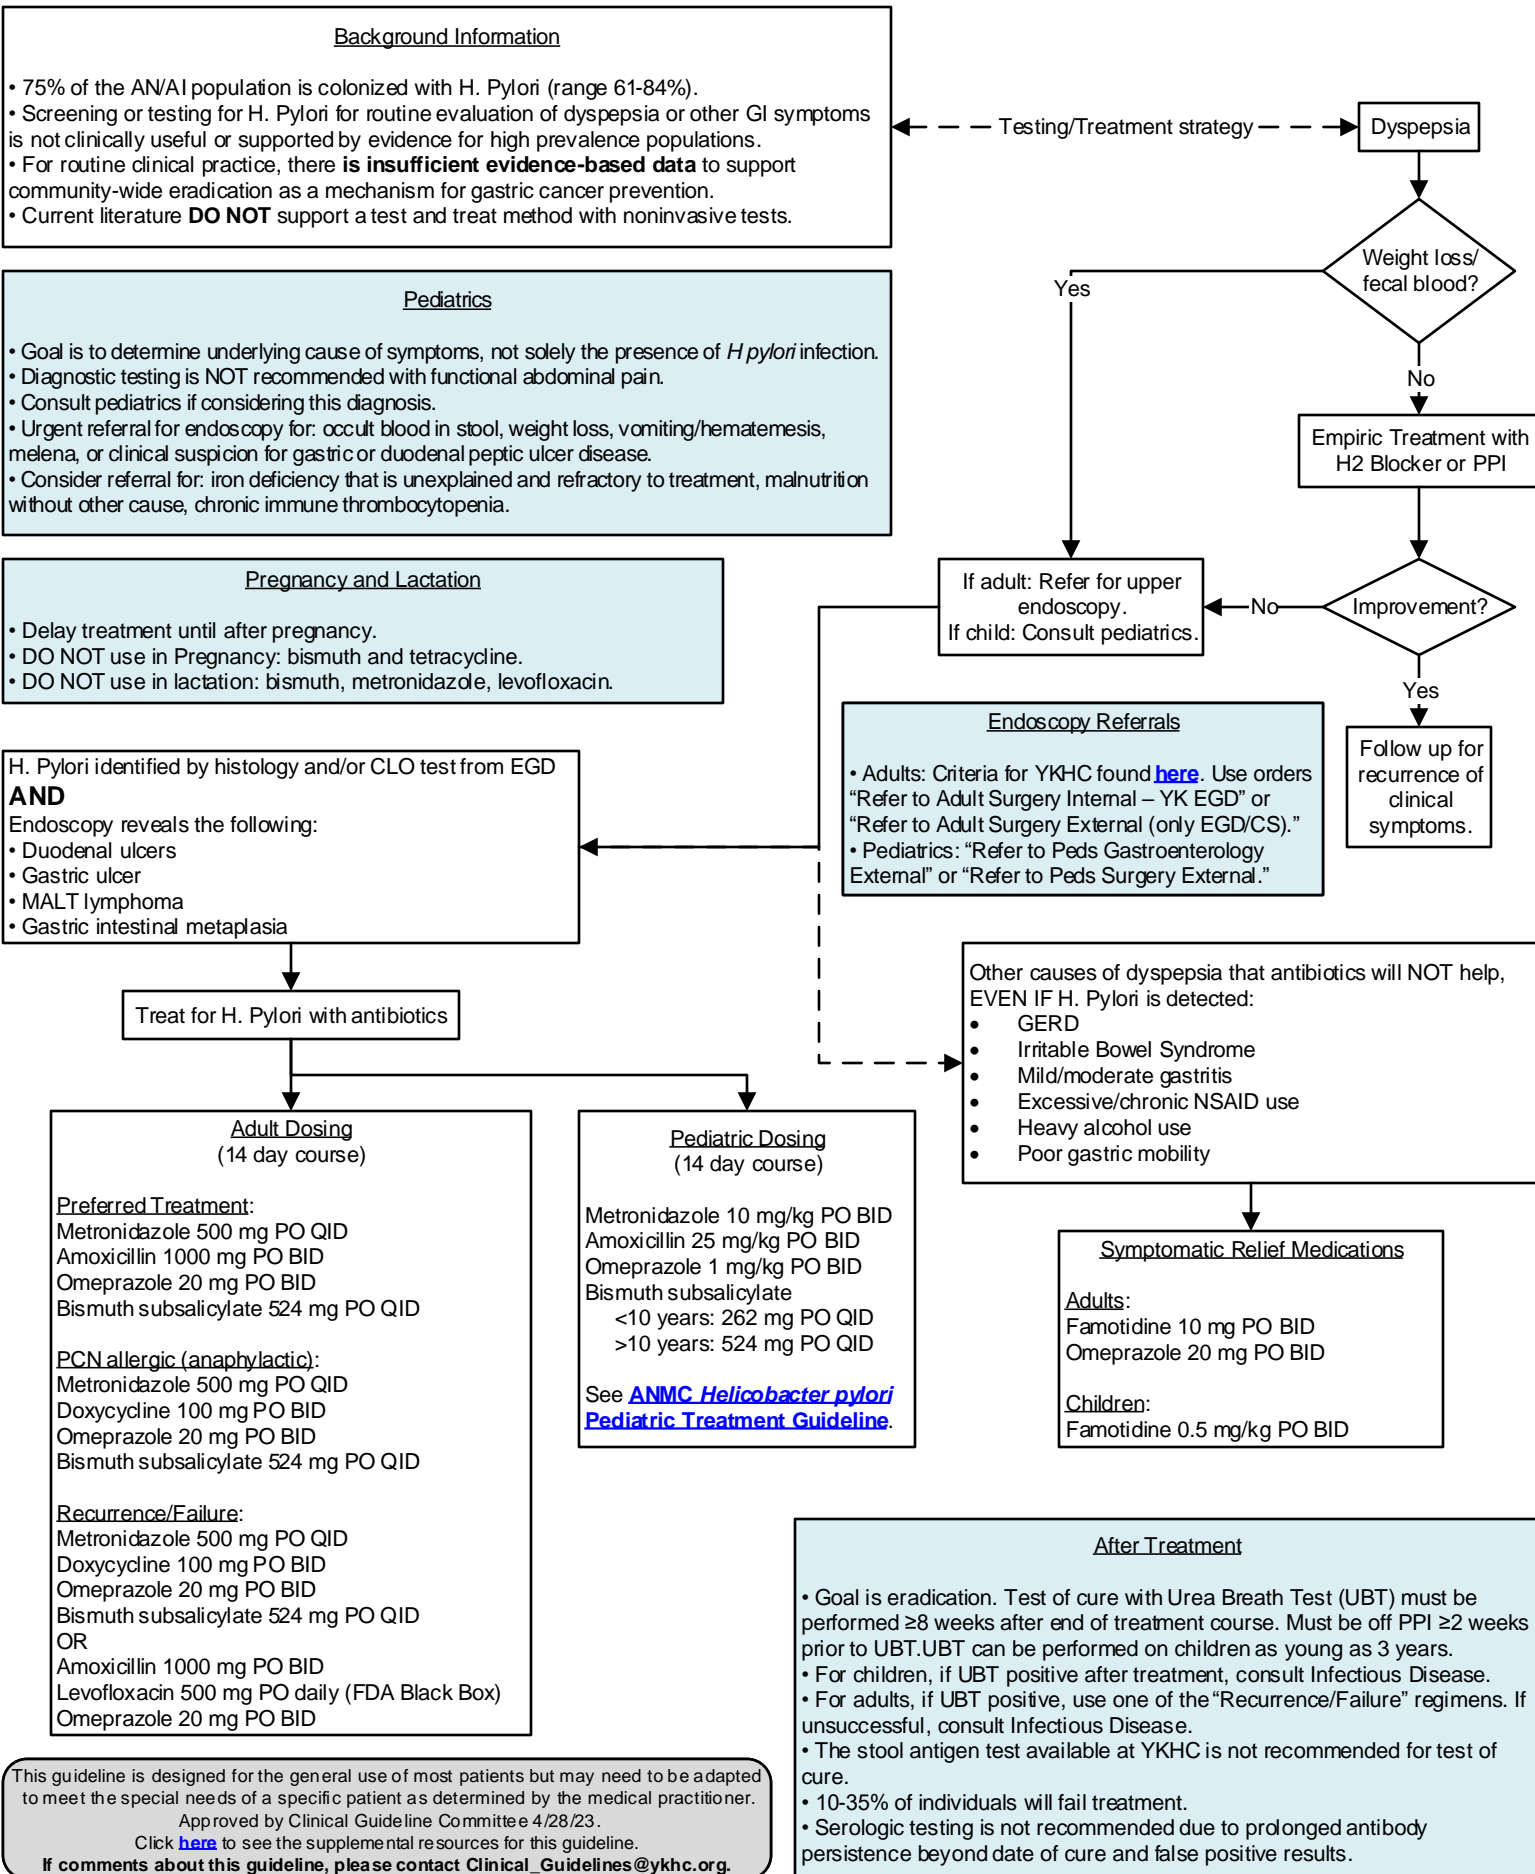 Background Information
• 75% of the AN/AI population is colonized with H. Pylori (range 61-84%).
• Screening or testing for H. Pylori for routine evaluation of dyspepsia or other GI symptoms
is not clinically useful or supported by evidence for high prevalence populations.
• For routine clinical practice, there is insufficient evidence-based data to support
community-wide eradication as a mechanism for gastric cancer prevention.
• Current literature DO NOT support a test and treat method with noninvasive tests.
Testing/Treatment strategy
Dyspepsia
Weight loss/
fecal blood?
Yes
No
Empiric Treatment with
H2 Blocker or PPI
Improvement?
No
Yes
If adult: Refer for upper
endoscopy.
If child: Consult pediatrics.
Follow up for
recurrence of
clinical
symptoms.
Pediatrics
• Goal is to determine underlying cause of symptoms, not solely the presence of H pylori infection.
• Diagnostic testing is NOT recommended with functional abdominal pain.
• Consult pediatrics if considering this diagnosis.
• Urgent referral for endoscopy for: occult blood in stool, weight loss, vomiting/hematemesis,
melena, or clinical suspicion for gastric or duodenal peptic ulcer disease.
• Consider referral for: iron deficiency that is unexplained and refractory to treatment, malnutrition
without other cause, chronic immune thrombocytopenia.
Pregnancy and Lactation
• Delay treatment until after pregnancy.
• DO NOT use in Pregnancy: bismuth and tetracycline.
• DO NOT use in lactation: bismuth, metronidazole, levofloxacin.
Endoscopy Referrals
• Adults: Criteria for YKHC found here. Use orders
“Refer to Adult Surgery Internal – YK EGD” or
“Refer to Adult Surgery External (only EGD/CS).”
• Pediatrics: “Refer to Peds Gastroenterology
External” or “Refer to Peds Surgery External.”
H. Pylori identified by histology and/or CLO test from EGD
AND
Endoscopy reveals the following:
• Duodenal ulcers
• Gastric ulcer
• MALT lymphoma
• Gastric intestinal metaplasia
Treat for H. Pylori with antibiotics
Other causes of dyspepsia that antibiotics will NOT help,
EVEN IF H. Pylori is detected:
• GERD
• Irritable Bowel Syndrome
• Mild/moderate gastritis
• Excessive/chronic NSAID use
• Heavy alcohol use
• Poor gastric mobility
Adult Dosing
(14 day course)
Preferred Treatment:
Metronidazole 500 mg PO QID
Amoxicillin 1000 mg PO BID
Omeprazole 20 mg PO BID
Bismuth subsalicylate 524 mg PO QID
PCN allergic (anaphylactic):
Metronidazole 500 mg PO QID
Doxycycline 100 mg PO BID
Omeprazole 20 mg PO BID
Bismuth subsalicylate 524 mg PO QID
Recurrence/Failure:
Metronidazole 500 mg PO QID
Doxycycline 100 mg PO BID
Omeprazole 20 mg PO BID
Bismuth subsalicylate 524 mg PO QID
OR
Amoxicillin 1000 mg PO BID
Levofloxacin 500 mg PO daily (FDA Black Box)
Omeprazole 20 mg PO BID
Pediatric Dosing
(14 day course)
Metronidazole 10 mg/kg PO BID
Amoxicillin 25 mg/kg PO BID
Omeprazole 1 mg/kg PO BID
Bismuth subsalicylate
<10 years: 262 mg PO QID
>10 years: 524 mg PO QID
See ANMC Helicobacter pylori
Pediatric Treatment Guideline.
Symptomatic Relief Medications
Adults:
Famotidine 10 mg PO BID
Omeprazole 20 mg PO BID
Children:
Famotidine 0.5 mg/kg PO BID
After Treatment
• Goal is eradication. Test of cure with Urea Breath Test (UBT) must be
performed ≥8 weeks after end of treatment course. Must be off PPI ≥2 weeks
prior to UBT.UBT can be performed on children as young as 3 years.
• For children, if UBT positive after treatment, consult Infectious Disease.
• For adults, if UBT positive, use one of the “Recurrence/Failure” regimens. If
unsuccessful, consult Infectious Disease.
• The stool antigen test available at YKHC is not recommended for test of
cure.
• 10-35% of individuals will fail treatment.
• Serologic testing is not recommended due to prolonged antibody
persistence beyond date of cure and false positive results.
This guideline is designed for the general use of most patients but may need to be adapted
to meet the special needs of a specific patient as determined by the medical practitioner.
Approved by Clinical Guideline Committee 4/28/23.
Click here to see the supplemental resources for this guideline.
If comments about this guideline, please contact Clinical_Guidelines@ykhc.org.